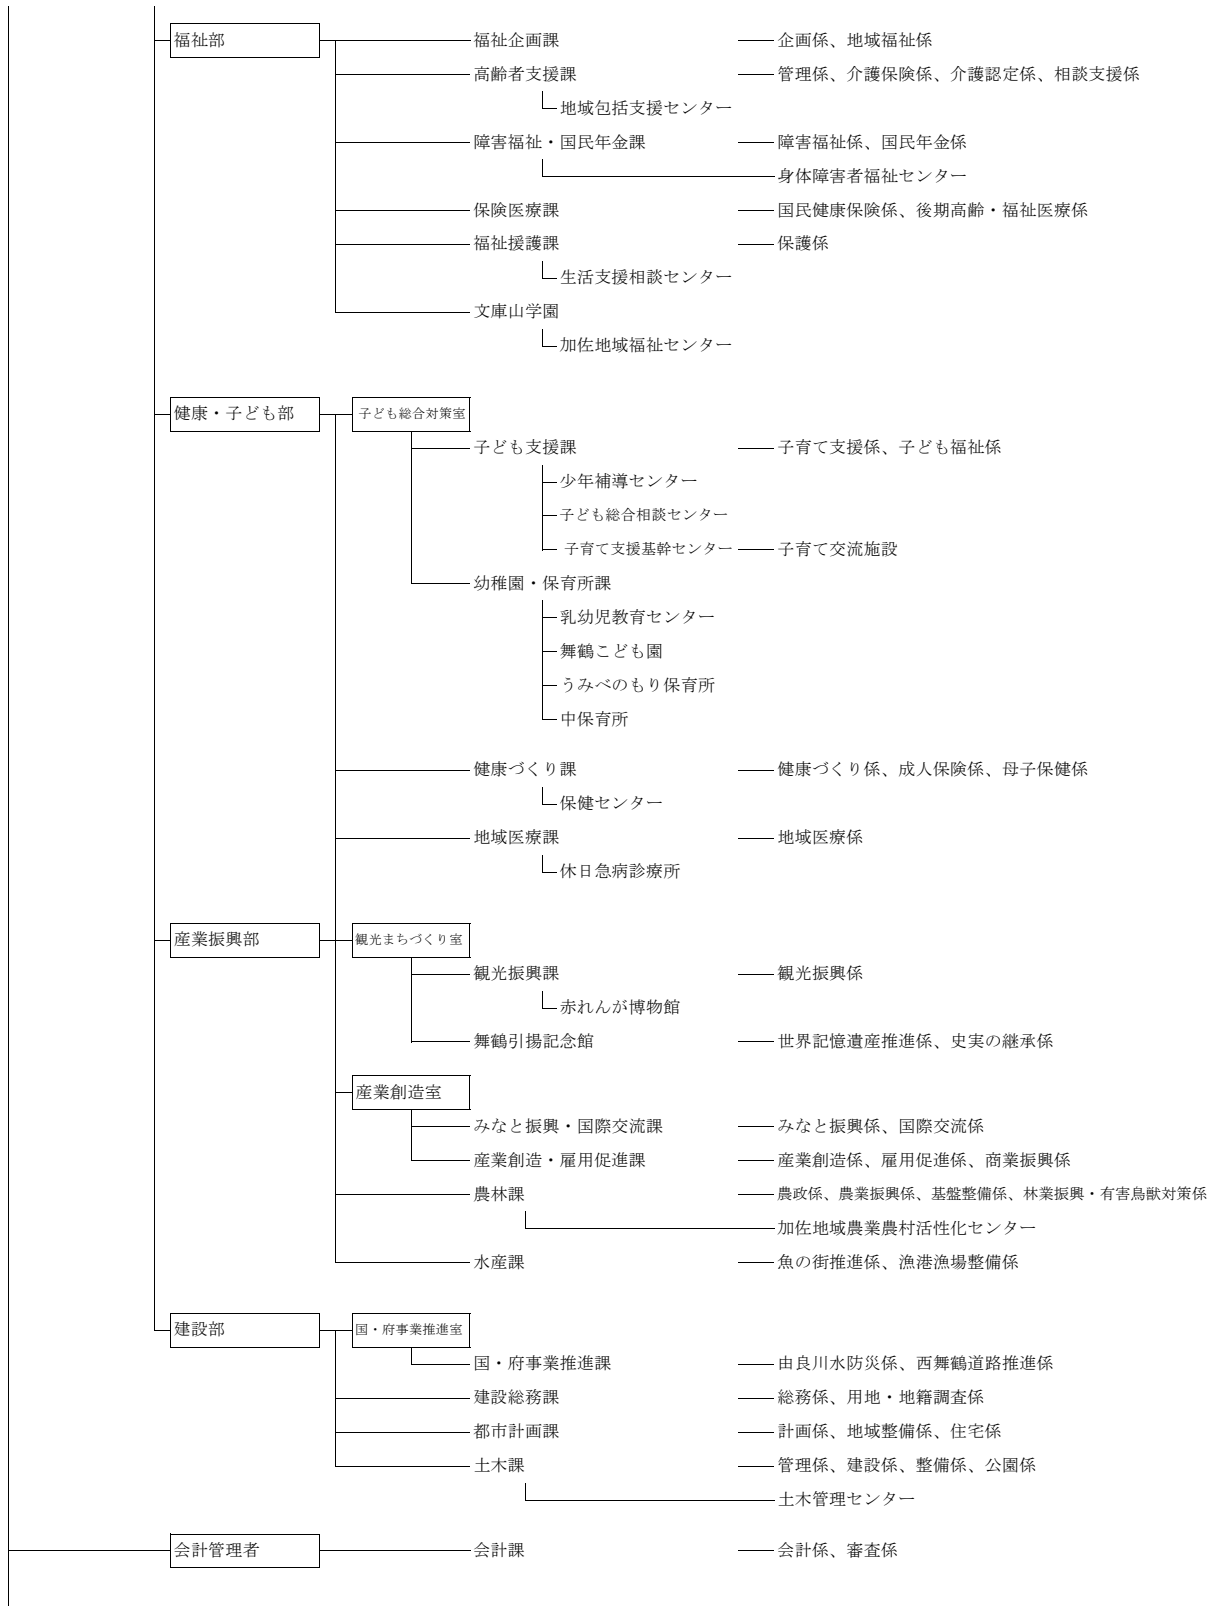 福祉部 福祉企画課 企画係、地域福祉係
高齢者支援課 管理係、介護保険係、介護認定係、相談支援係
地域包括支援センター
障害福祉・国民年金課 障害福祉係、国民年金係
身体障害者福祉センター
保険医療課 国民健康保険係、後期高齢・福祉医療係
福祉援護課 保護係
生活支援相談センター
文庫山学園
加佐地域福祉センター
健康・子ども部 子ども総合対策室
子ども支援課 子育て支援係、子ども福祉係
少年補導センター
子ども総合相談センター
子育て支援基幹センター 子育て交流施設
幼稚園・保育所課
乳幼児教育センター
舞鶴こども園
うみべのもり保育所
中保育所
健康づくり課 健康づくり係、成人保険係、母子保健係
保健センター
地域医療課 地域医療係
休日急病診療所
産業振興部 観光まちづくり室
観光振興課 観光振興係
赤れんが博物館
舞鶴引揚記念館 世界記憶遺産推進係、史実の継承係
産業創造室
みなと振興・国際交流課 みなと振興係、国際交流係
産業創造・雇用促進課 産業創造係、雇用促進係、商業振興係
農林課 農政係、農業振興係、基盤整備係、林業振興・有害鳥獣対策係
加佐地域農業農村活性化センター
水産課 魚の街推進係、漁港漁場整備係
建設部 国・府事業推進室
国・府事業推進課 由良川水防災係、西舞鶴道路推進係
建設総務課 総務係、用地・地籍調査係
都市計画課 計画係、地域整備係、住宅係
土木課 管理係、建設係、整備係、公園係
土木管理センター
会計管理者 会計課 会計係、審査係